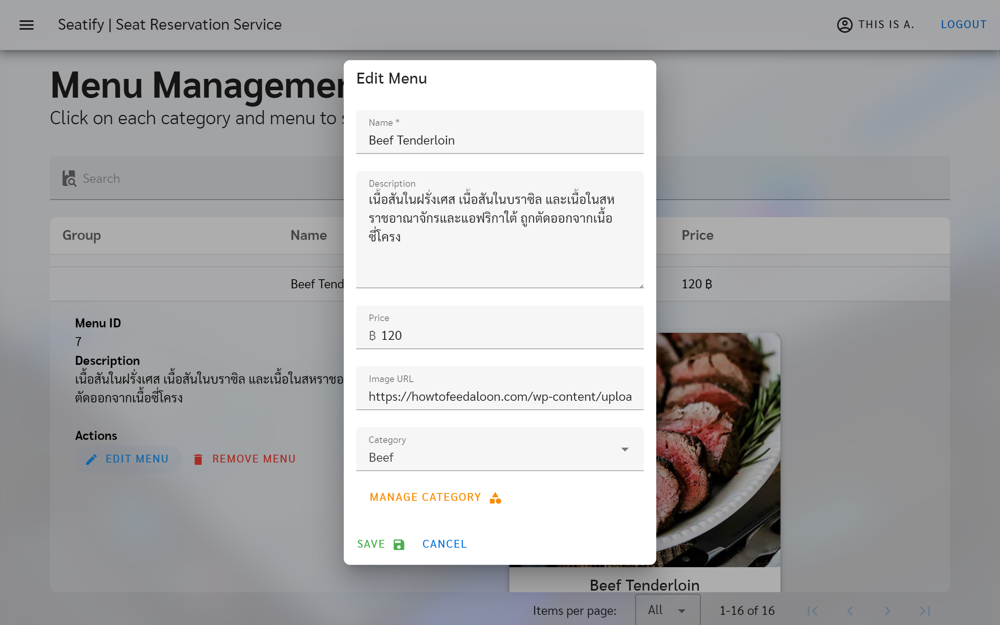 Seatify | Seat Reservation Service
THIS IS A.
LOGOUT
Menu Managemen
Click on each category and menu to s
Search
Group
Name
Price
Beef Tend
120 ฿
Menu ID
7
Description
เนื้อสันในฝรั่งเศส เนื้อสันในบราซิล และเนื้อในสหราชอ
ตัดออกจากเนื้อซี่โครง
Actions
EDIT MENU
REMOVE MENU
Edit Menu
Name *
Beef Tenderloin
Description
เนื้อสันในฝรั่งเศส เนื้อสันในบราซิล และเนื้อในสห
ราชอาณาจักรและแอฟริกาใต้ ถูกตัดออกจากเนื้อ
ซี่โครง
Price
฿ 120
Image URL
https://howtofeedaloon.com/wp-content/uploa
Category
Beef
MANAGE CATEGORY
SAVE
CANCEL
Beef Tenderloin
Items per page:
All
1-16 of 16